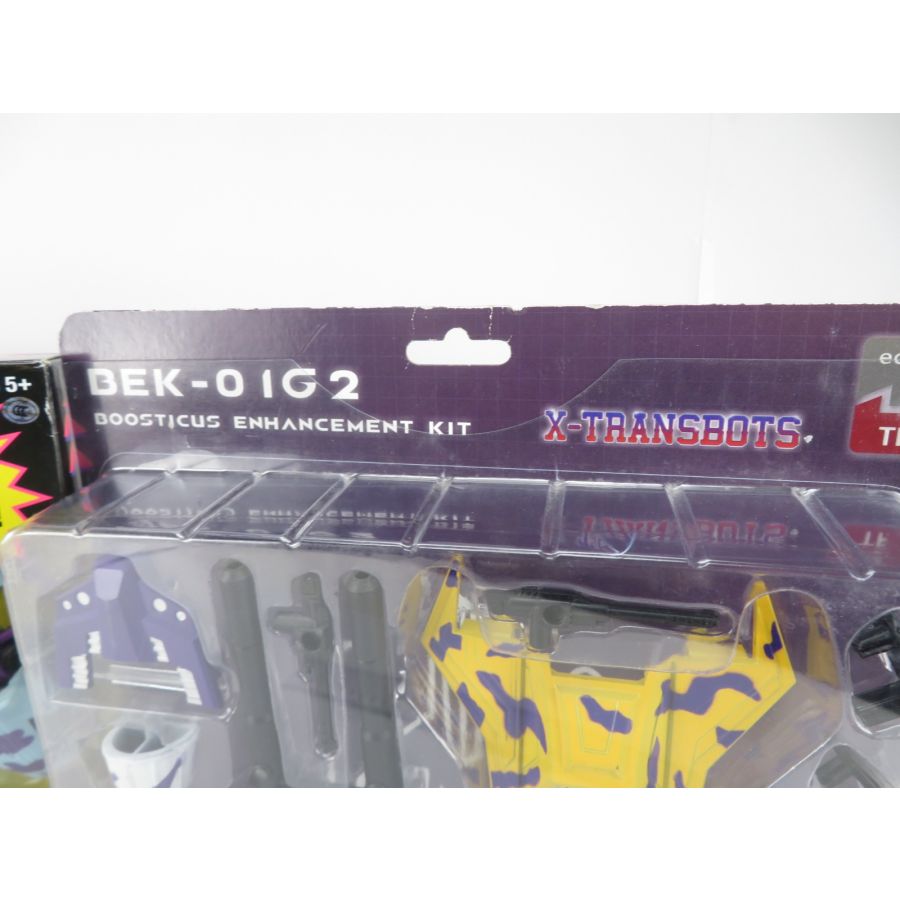 5+
BEK-01G2
BOOSTICUS ENHANCEMENT KIT
X-TRANSBOTS